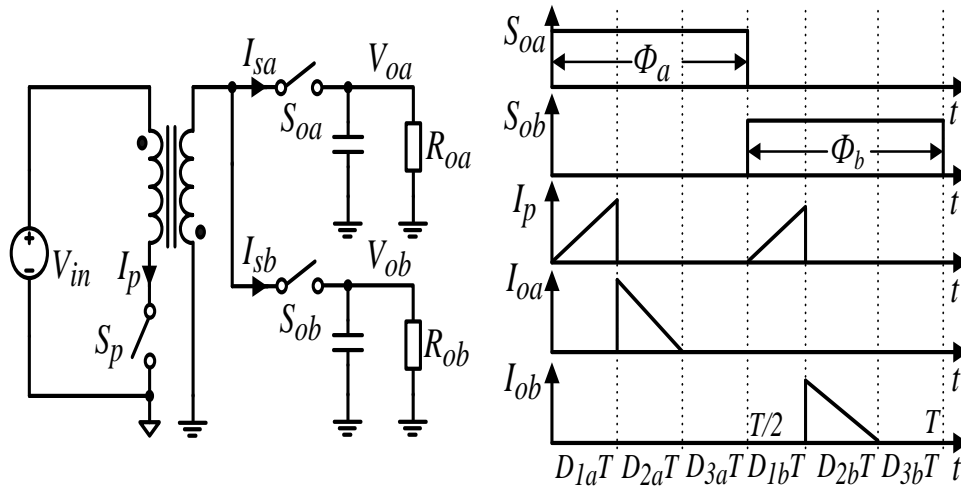 I_sa
V_oa
S_oa
R_oa
V_in
I_p
S_p
I_sb
V_ob
S_ob
R_ob
+
-
S_oa
Φ_a
t
S_ob
Φ_b
t
I_p
t
I_oa
t
I_ob
T/2
T
t
D_1aT D_2aT D_3aT D_1bT D_2bT D_3bT